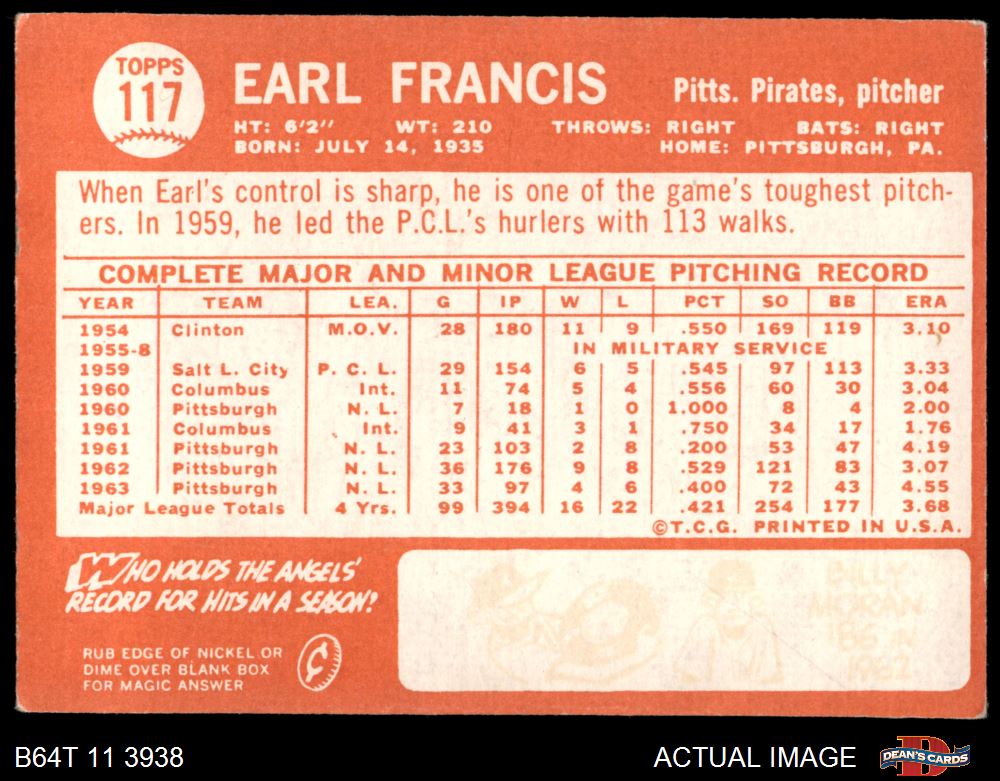 TOPPS
117
EARL FRANCIS
Pitts. Pirates, pitcher
HT: 6'2" WT: 210 THROWS: RIGHT BATS: RIGHT
BORN: JULY 14, 1935 HOME: PITTSBURGH, PA.
When Earl's control is sharp, he is one of the game's toughest pitch-
ers. In 1959, he led the P.C.L.'s hurlers with 113 walks.
COMPLETE MAJOR AND MINOR LEAGUE PITCHING RECORD
YEAR TEAM LEA. G IP W L PCT SO BB ERA
1954 Clinton M.O.V. 28 180 11 9 .550 169 119 3.10
1955-8 IN MILITARY SERVICE
1959 Salt L. City P. C. L. 29 154 6 5 .545 97 113 3.33
1960 Columbus Int. 11 74 5 4 .556 60 30 3.04
1960 Pittsburgh N. L. 7 18 1 0 1.000 8 4 2.00
1961 Columbus Int. 9 41 3 1 .750 34 17 1.76
1961 Pittsburgh N. L. 23 103 2 8 .200 53 47 4.19
1962 Pittsburgh N. L. 36 176 9 8 .529 121 83 3.07
1963 Pittsburgh N. L. 33 97 4 6 .400 72 43 4.55
Major League Totals 4 Yrs. 99 394 16 22 .421 254 177 3.68
©T.C.G. PRINTED IN U.S.A.
WHO HOLDS THE ANGELS'
RECORD FOR HITS IN A SEASON?
RUB EDGE OF NICKEL OR
DIME OVER BLANK BOX
FOR MAGIC ANSWER
¢
BILLY
MORAN
186 IN
1962
B64T 11 3938
ACTUAL IMAGE
DEAN'S CARDS